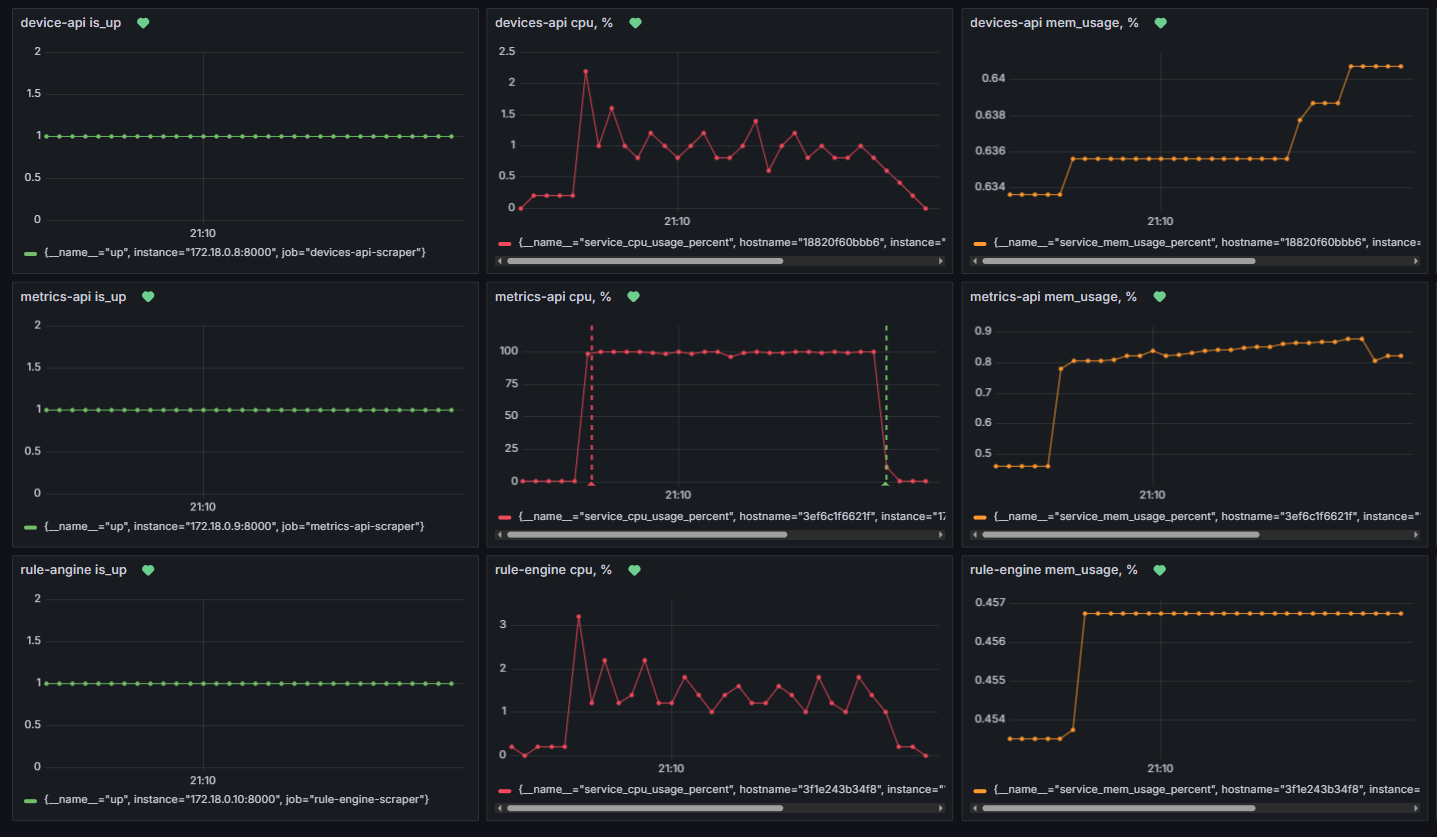 device-api is_up
2
1.5
1
0.5
0
21:10
{__name__="up", instance="172.18.0.8:8000", job="devices-api-scraper"}
devices-api cpu, %
2.5
2
1.5
1
0.5
0
21:10
{__name__="service_cpu_usage_percent", hostname="18820f60bbb6", instance="
devices-api mem_usage, %
0.64
0.638
0.636
0.634
21:10
{__name__="service_mem_usage_percent", hostname="18820f60bbb6", instance=
metrics-api is_up
2
1.5
1
0.5
0
21:10
{__name__="up", instance="172.18.0.9:8000", job="metrics-api-scraper"}
metrics-api cpu, %
100
75
50
25
0
21:10
{__name__="service_cpu_usage_percent", hostname="3ef6c1f6621f", instance="17
metrics-api mem_usage, %
0.9
0.8
0.7
0.6
0.5
21:10
{__name__="service_mem_usage_percent", hostname="3ef6c1f6621f", instance="
rule-angine is_up
2
1.5
1
0.5
0
21:10
{__name__="up", instance="172.18.0.10:8000", job="rule-engine-scraper"}
rule-engine cpu, %
3
2
1
0
21:10
{__name__="service_cpu_usage_percent", hostname="3f1e243b34f8", instance="
rule-engine mem_usage, %
0.457
0.456
0.455
0.454
21:10
{__name__="service_mem_usage_percent", hostname="3f1e243b34f8", instance=